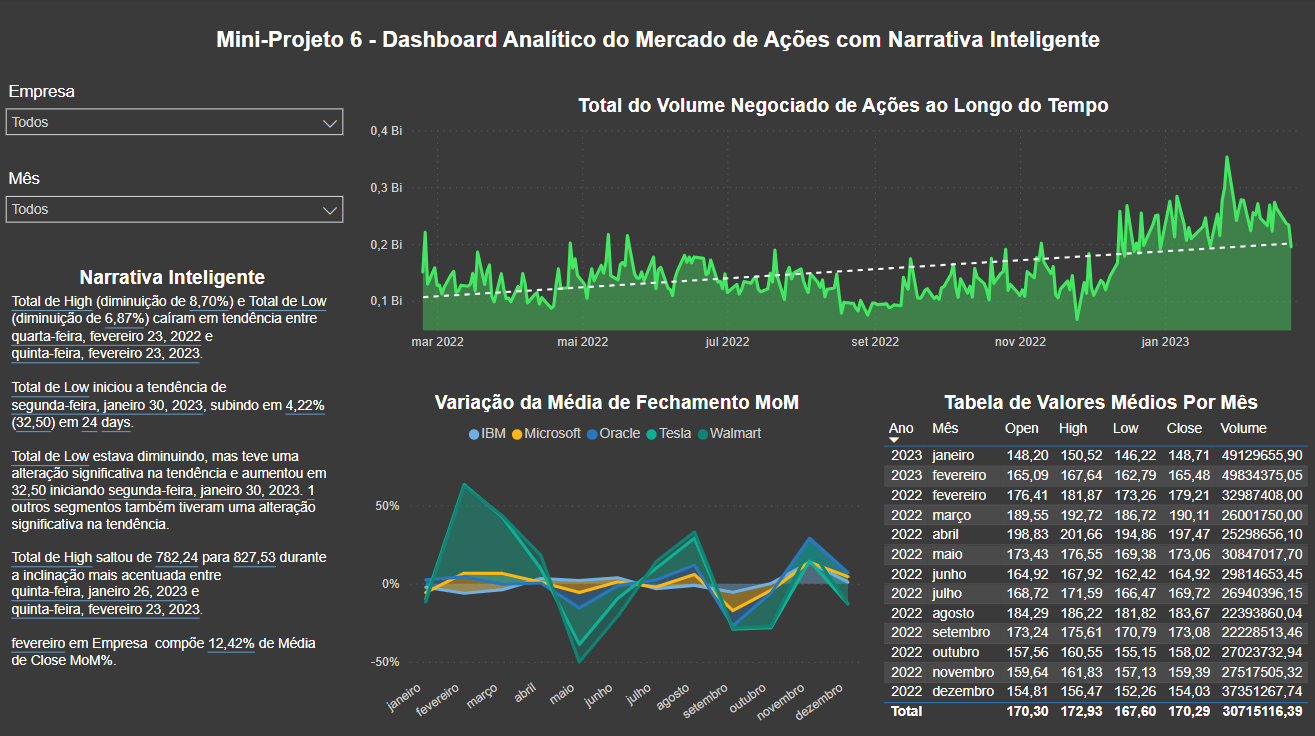 Mini-Projeto 6 - Dashboard Analítico do Mercado de Ações com Narrativa Inteligente
Empresa
Todos
Mês
Todos
Narrativa Inteligente
Total de High (diminuição de 8,70%) e Total de Low
(diminuição de 6,87%) caíram em tendência entre
quarta-feira, fevereiro 23, 2022 e
quinta-feira, fevereiro 23, 2023.
Total de Low iniciou a tendência de
segunda-feira, janeiro 30, 2023, subindo em 4,22%
(32,50) em 24 days.
Total de Low estava diminuindo, mas teve uma
alteração significativa na tendência e aumentou em
32,50 iniciando segunda-feira, janeiro 30, 2023. 1
outros segmentos também tiveram uma alteração
significativa na tendência.
Total de High saltou de 782,24 para 827,53 durante
a inclinação mais acentuada entre
quinta-feira, janeiro 26, 2023 e
quinta-feira, fevereiro 23, 2023.
fevereiro em Empresa compõe 12,42% de Média
de Close MoM%.
Total do Volume Negociado de Ações ao Longo do Tempo
0,4 Bi
0,3 Bi
0,2 Bi
0,1 Bi
mar 2022 mai 2022 jul 2022 set 2022 nov 2022 jan 2023
Variação da Média de Fechamento MoM
IBM Microsoft Oracle Tesla Walmart
50%
0%
-50%
janeiro fevereiro março abril maio junho julho agosto setembro outubro novembro dezembro
Tabela de Valores Médios Por Mês
Ano Mês Open High Low Close Volume
2023 janeiro 148,20 150,52 146,22 148,71 49129655,90
2023 fevereiro 165,09 167,64 162,79 165,48 49834375,05
2022 fevereiro 176,41 181,87 173,26 179,21 32987408,00
2022 março 189,55 192,72 186,72 190,11 26001750,00
2022 abril 198,83 201,66 194,86 197,47 25298656,10
2022 maio 173,43 176,55 169,38 173,06 30847017,70
2022 junho 164,92 167,92 162,42 164,92 29814653,45
2022 julho 168,72 171,59 166,47 169,72 26940396,15
2022 agosto 184,29 186,22 181,82 183,67 22393860,04
2022 setembro 173,24 175,61 170,79 173,08 22228513,46
2022 outubro 157,56 160,55 155,15 158,02 27023732,94
2022 novembro 159,64 161,83 157,13 159,39 27517505,32
2022 dezembro 154,81 156,47 152,26 154,03 37351267,74
Total 170,30 172,93 167,60 170,29 30715116,39